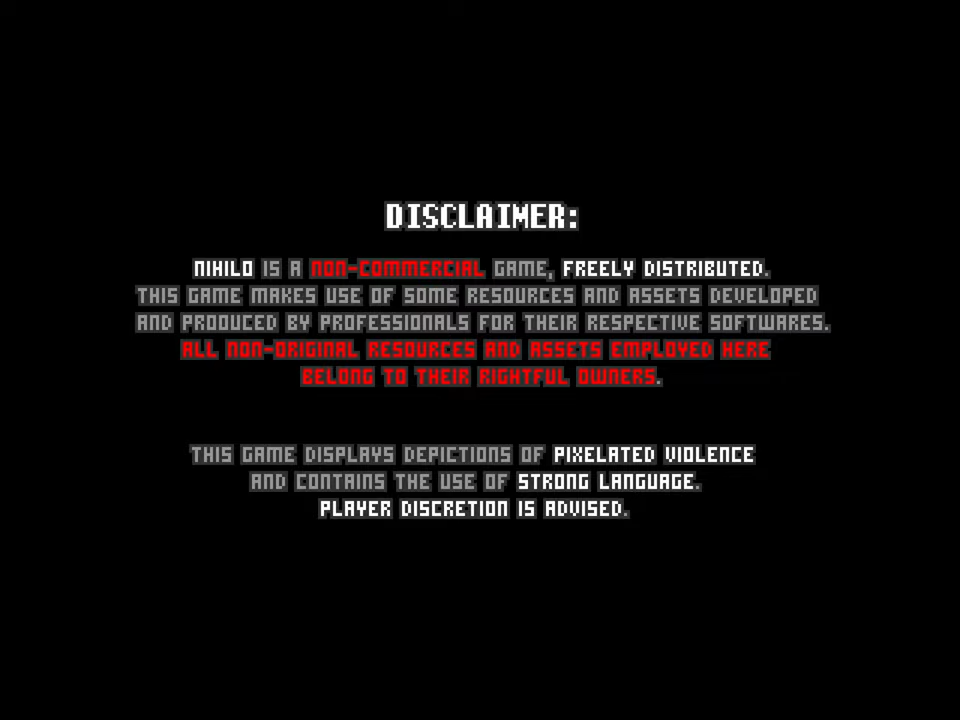 DISCLAIMER:
NIHILO IS A NON-COMMERCIAL GAME, FREELY DISTRIBUTED.
THIS GAME MAKES USE OF SOME RESOURCES AND ASSETS DEVELOPED
AND PRODUCED BY PROFESSIONALS FOR THEIR RESPECTIVE SOFTWARES.
ALL NON-ORIGINAL RESOURCES AND ASSETS EMPLOYED HERE
BELONG TO THEIR RIGHTFUL OWNERS.
THIS GAME DISPLAYS DEPICTIONS OF PIXELATED VIOLENCE
AND CONTAINS THE USE OF STRONG LANGUAGE.
PLAYER DISCRETION IS ADVISED.